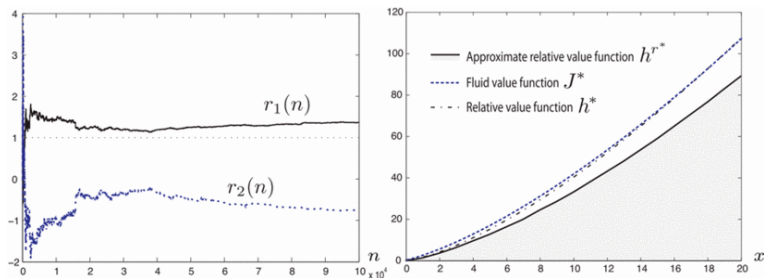 4
3
2
1
0
−1
−2
r₁(n)
r₂(n)
0 1 2 3 4 5 6 7 8 9 10
n
x 10⁴
120
100
80
60
40
20
0
Approximate relative value function hʳ*
Fluid value function J*
Relative value function h*
0 2 4 6 8 10 12 14 16 18 20
x